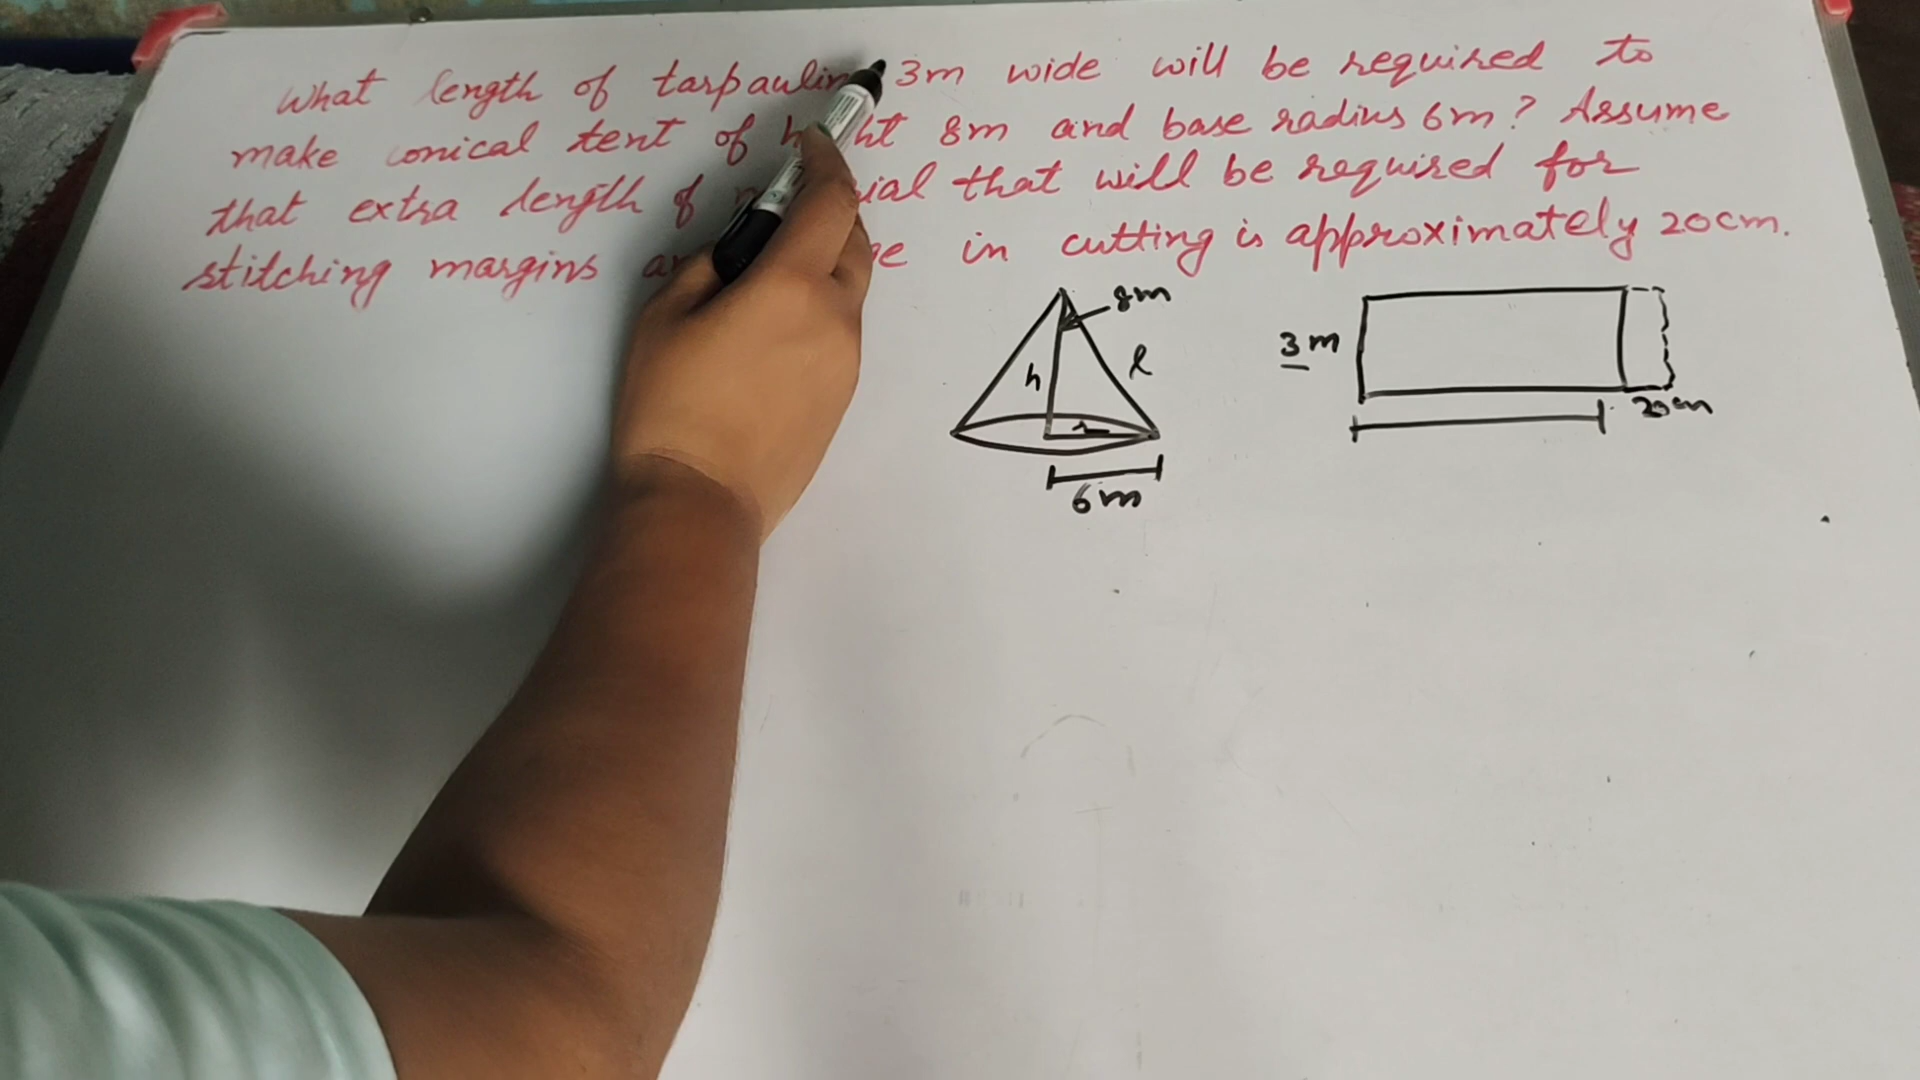 What length of tarpaulin 3m wide will be required to
make conical tent of ht 8m and base radius 6m? Assume
that extra length of ial that will be required for
stitching margins in cutting is approximately 20cm.
8m
h
l
r
6m
3m
20cm